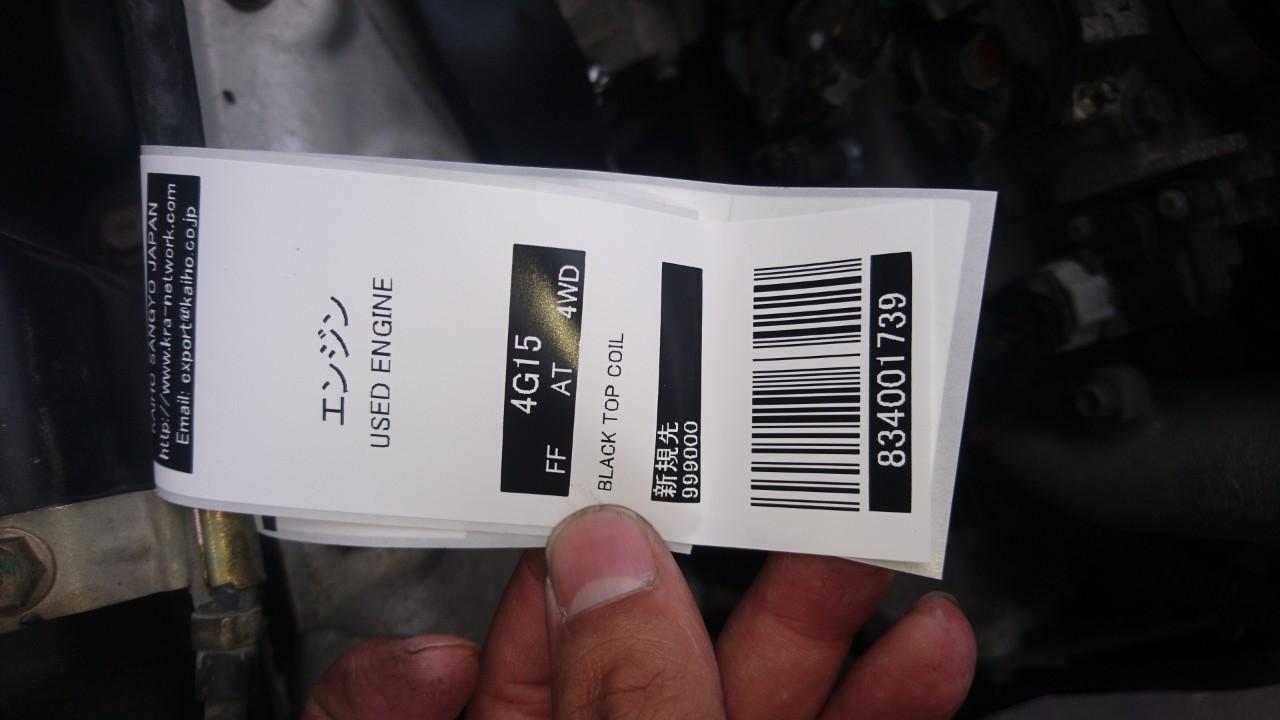 KAIHO SANGYO JAPAN
http://www.kra-network.com
Email: export@kaiho.co.jp
エンジン
USED ENGINE
4G15
FF AT 4WD
BLACK TOP COIL
新規先
999000
834001739